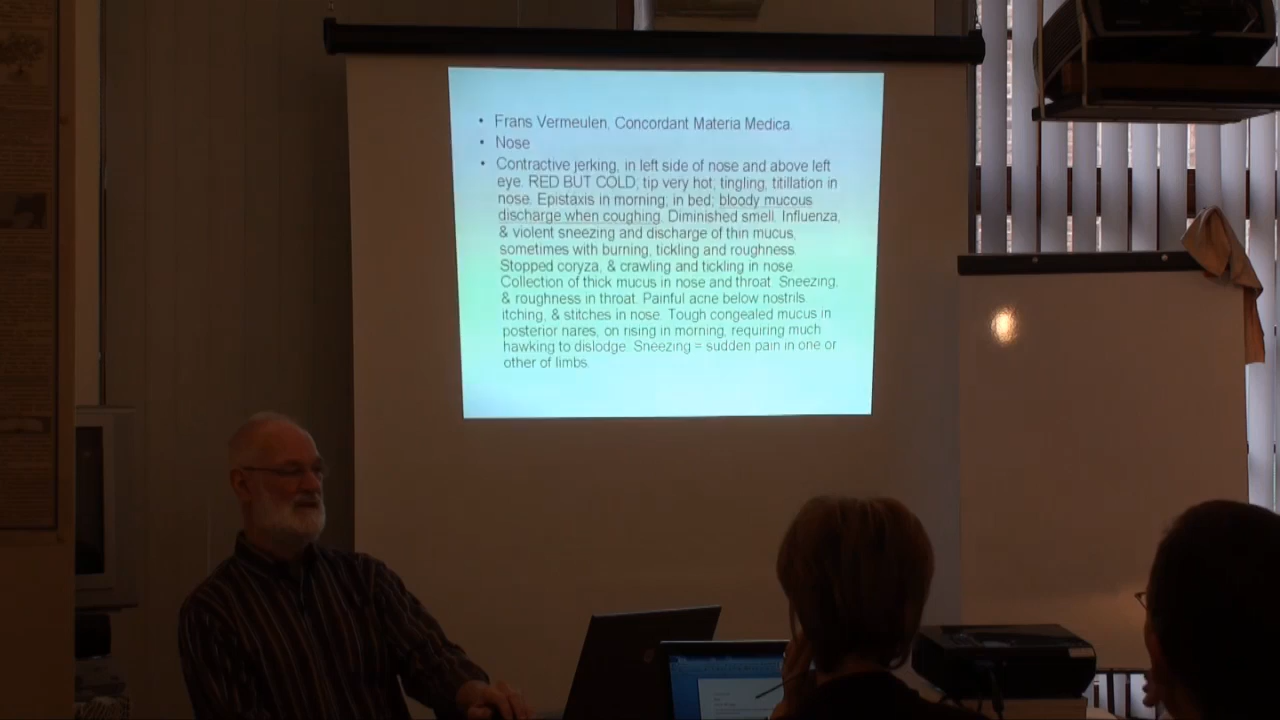 • Frans Vermeulen, Concordant Materia Medica.
• Nose
• Contractive jerking, in left side of nose and above left
eye. RED BUT COLD; tip very hot; tingling, titillation in
nose. Epistaxis in morning; in bed; bloody mucous
discharge when coughing. Diminished smell. Influenza,
& violent sneezing and discharge of thin mucus,
sometimes with burning, tickling and roughness.
Stopped coryza, & crawling and tickling in nose.
Collection of thick mucus in nose and throat. Sneezing,
& roughness in throat. Painful acne below nostrils.
itching, & stitches in nose. Tough congealed mucus in
posterior nares, on rising in morning, requiring much
hawking to dislodge. Sneezing = sudden pain in one or
other of limbs.